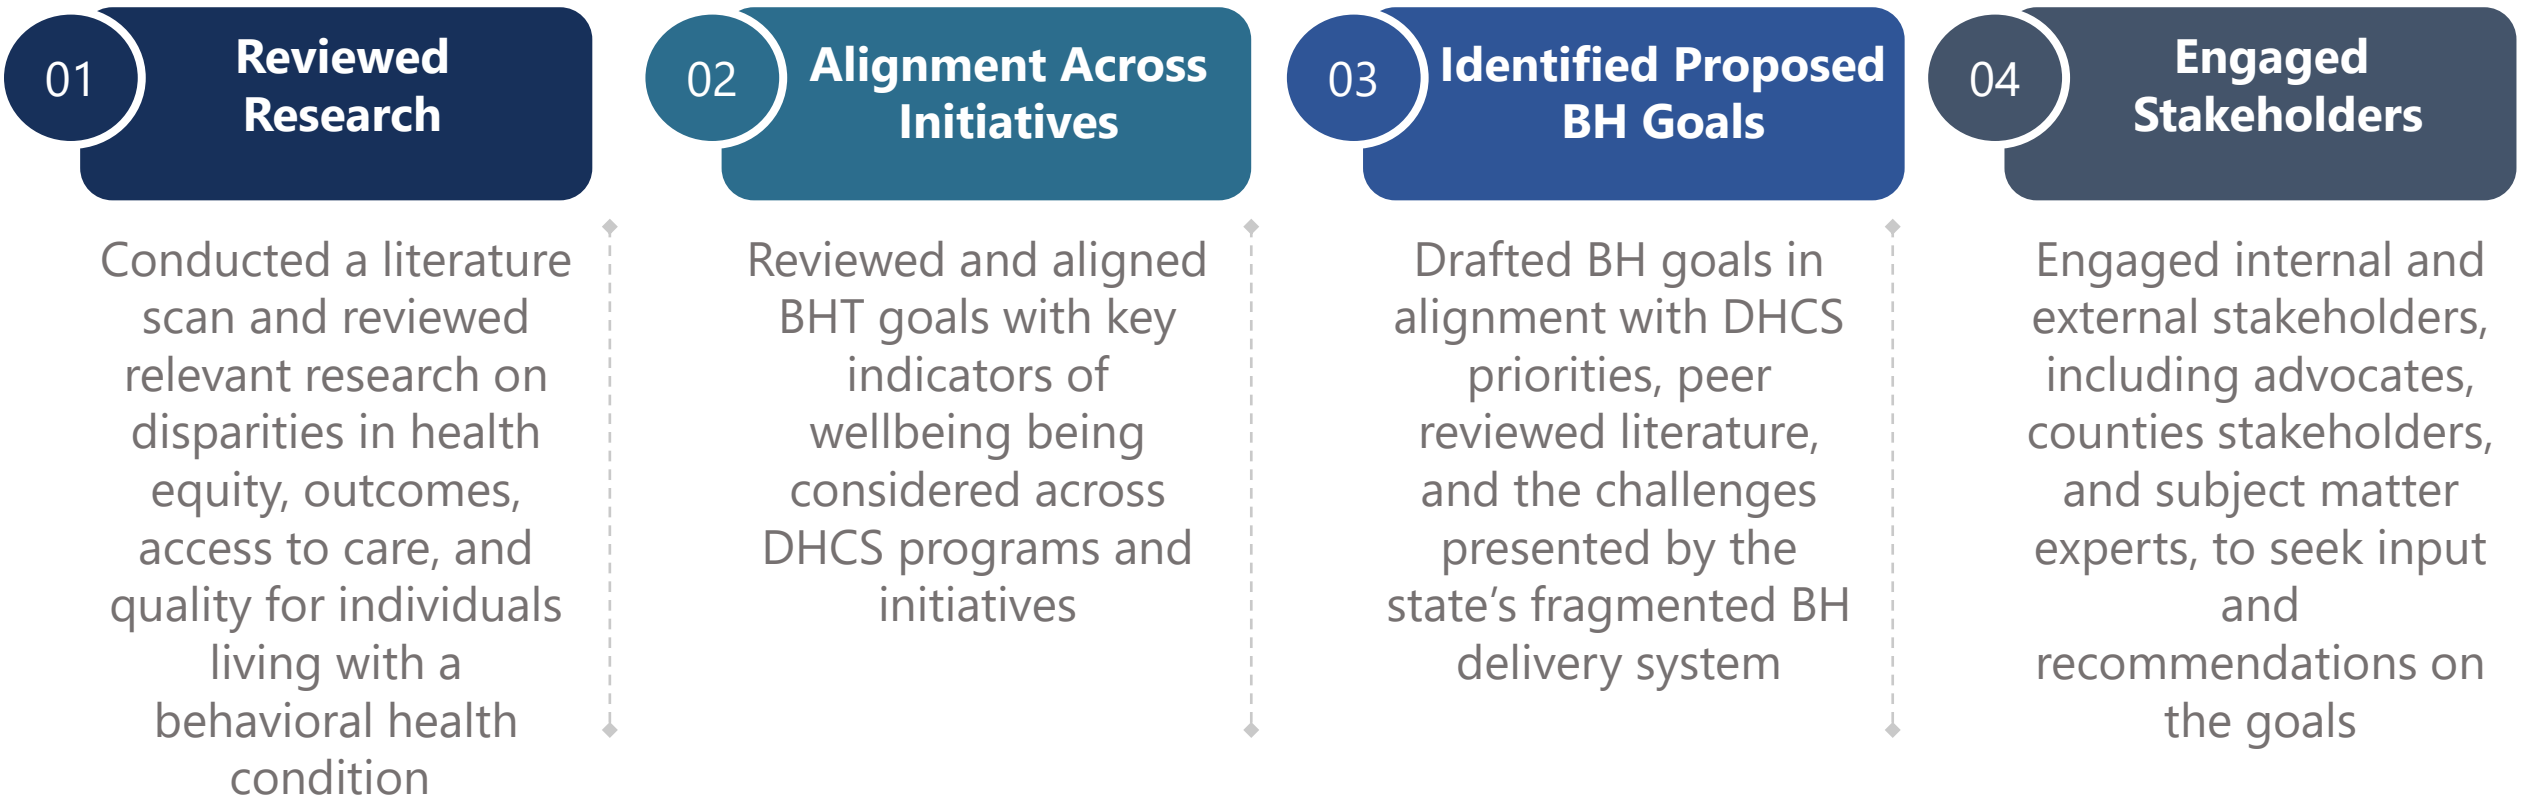 01
Reviewed
Research
Conducted a literature
scan and reviewed
relevant research on
disparities in health
equity, outcomes,
access to care, and
quality for individuals
living with a
behavioral health
condition
02
Alignment Across
Initiatives
Reviewed and aligned
BHT goals with key
indicators of
wellbeing being
considered across
DHCS programs and
initiatives
03
Identified Proposed
BH Goals
Drafted BH goals in
alignment with DHCS
priorities, peer
reviewed literature,
and the challenges
presented by the
state‘s fragmented BH
delivery system
04
Engaged
Stakeholders
Engaged internal and
external stakeholders,
including advocates,
counties stakeholders,
and subject matter
experts, to seek input
and
recommendations on
the goals